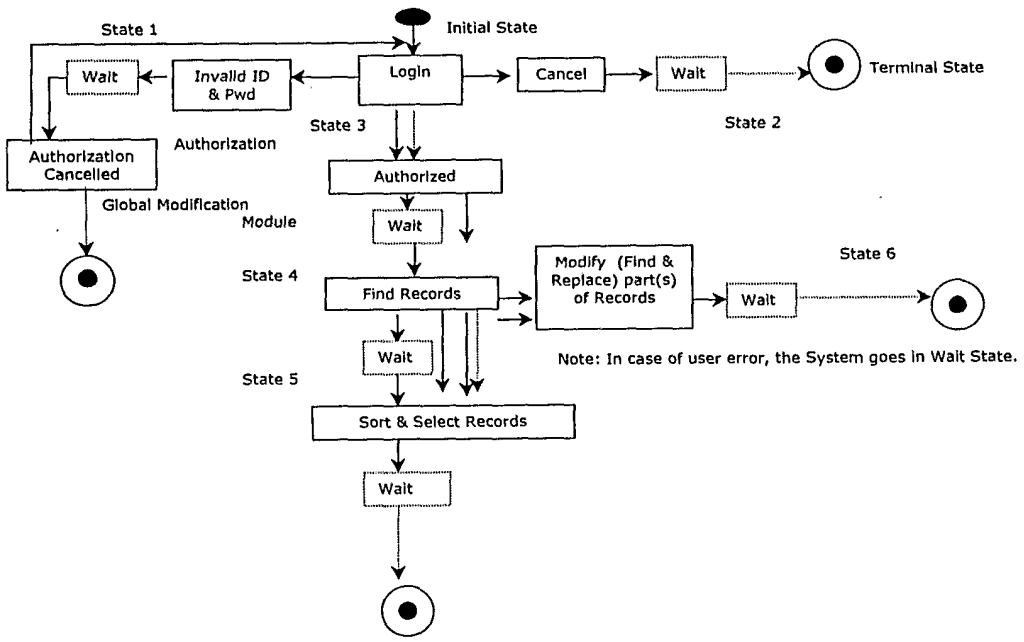 State 1
Initial State
Wait
Invalid ID
& Pwd
Login
Cancel
Wait
Terminal State
State 2
State 3
Authorization
Authorization
Cancelled
Authorized
Global Modification
Module
Wait
State 4
Find Records
Modify (Find &
Replace) part(s)
of Records
State 6
Wait
Note: In case of user error, the System goes in Wait State.
Wait
State 5
Sort & Select Records
Wait